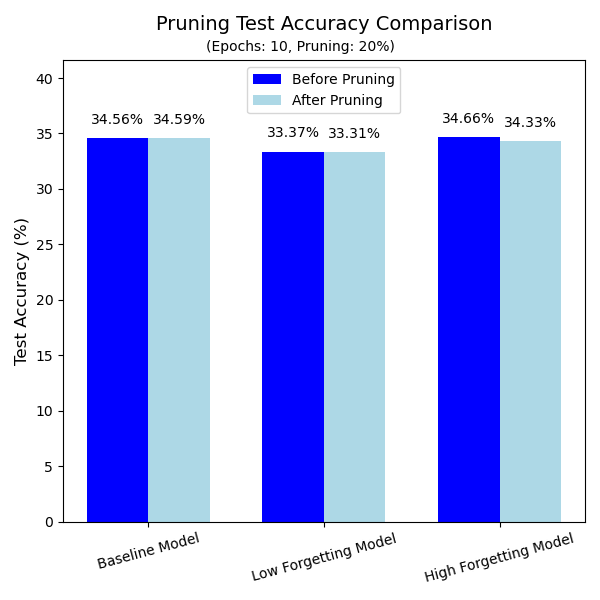 Pruning Test Accuracy Comparison
(Epochs: 10, Pruning: 20%)
Before Pruning
After Pruning
34.56%
34.59%
33.37%
33.31%
34.66%
34.33%
Test Accuracy (%)
40
35
30
25
20
15
10
5
0
Baseline Model
Low Forgetting Model
High Forgetting Model